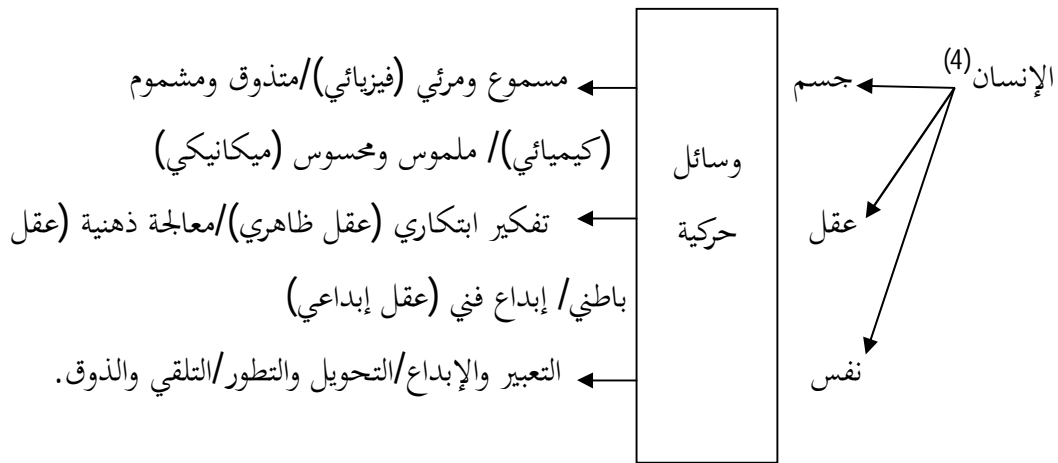 الإنسان(4)
جسم
عقل
نفس
وسائل
حركية
مسموع ومرئي (فيزيائي)/متذوق ومشموم
(كيميائي)/ ملموس ومحسوس (ميكانيكي)
تفكير ابتكاري (عقل ظاهري)/معالجة ذهنية (عقل
باطني/ إبداع فني (عقل إبداعي)
التعبير والإبداع/التحويل والتطور/التلقي والذوق.